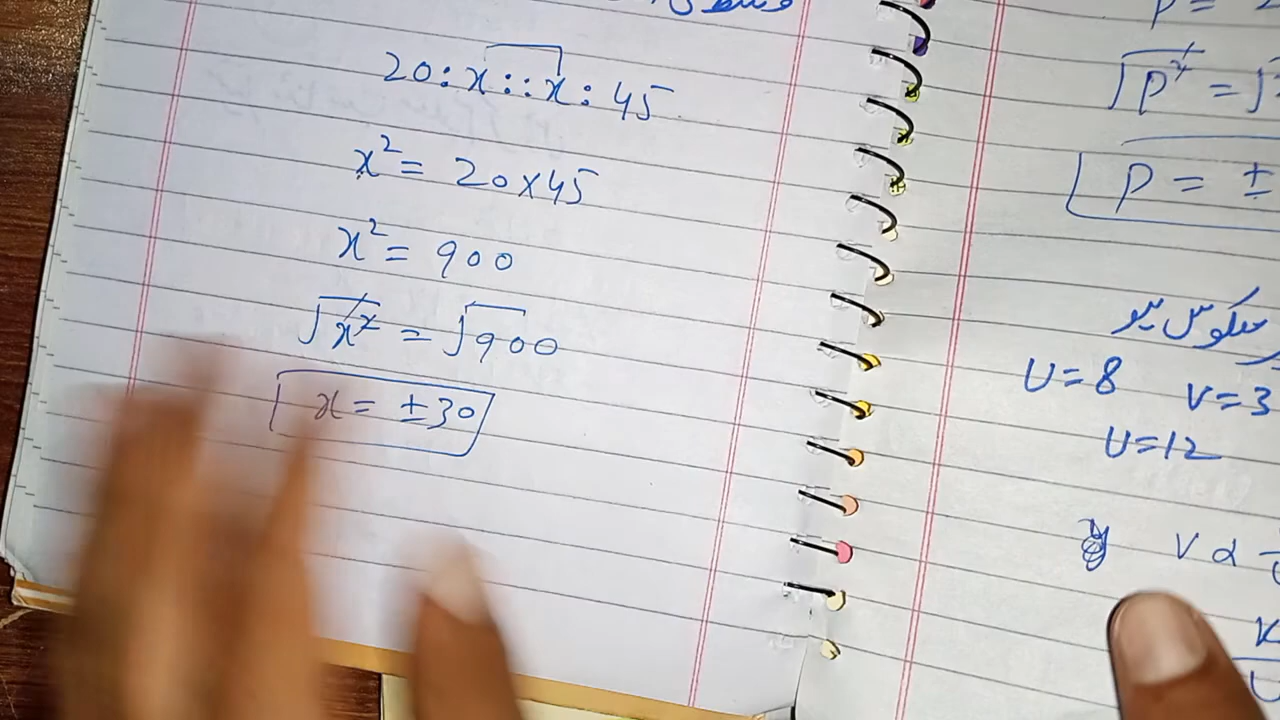 20 : x :: x : 45
x² = 20 x 45
x² = 900
√x² = √900
x = ±30
p =
√p² = √
p = ±
U = 8 V = 3
U = 12
V α
K
U